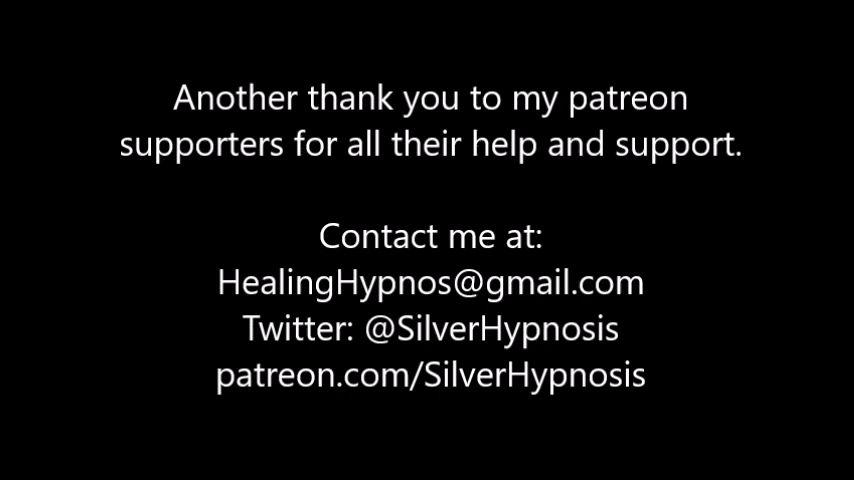 Another thank you to my patreon
supporters for all their help and support.
Contact me at:
HealingHypnos@gmail.com
Twitter: @SilverHypnosis
patreon.com/SilverHypnosis